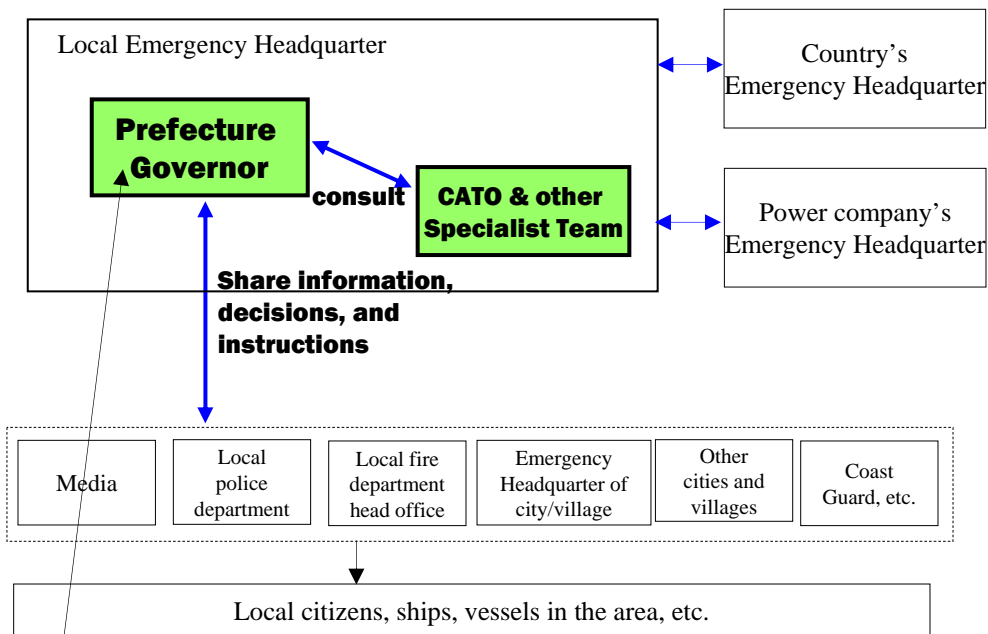 Local Emergency Headquarter
Country's
Emergency Headquarter
Prefecture
Governor
consult
CATO & other
Specialist Team
Power company's
Emergency Headquarter
Share information,
decisions, and
instructions
Media
Local
police
department
Local fire
department
head office
Emergency
Headquarter of
city/village
Other
cities and
villages
Coast
Guard, etc.
Local citizens, ships, vessels in the area, etc.